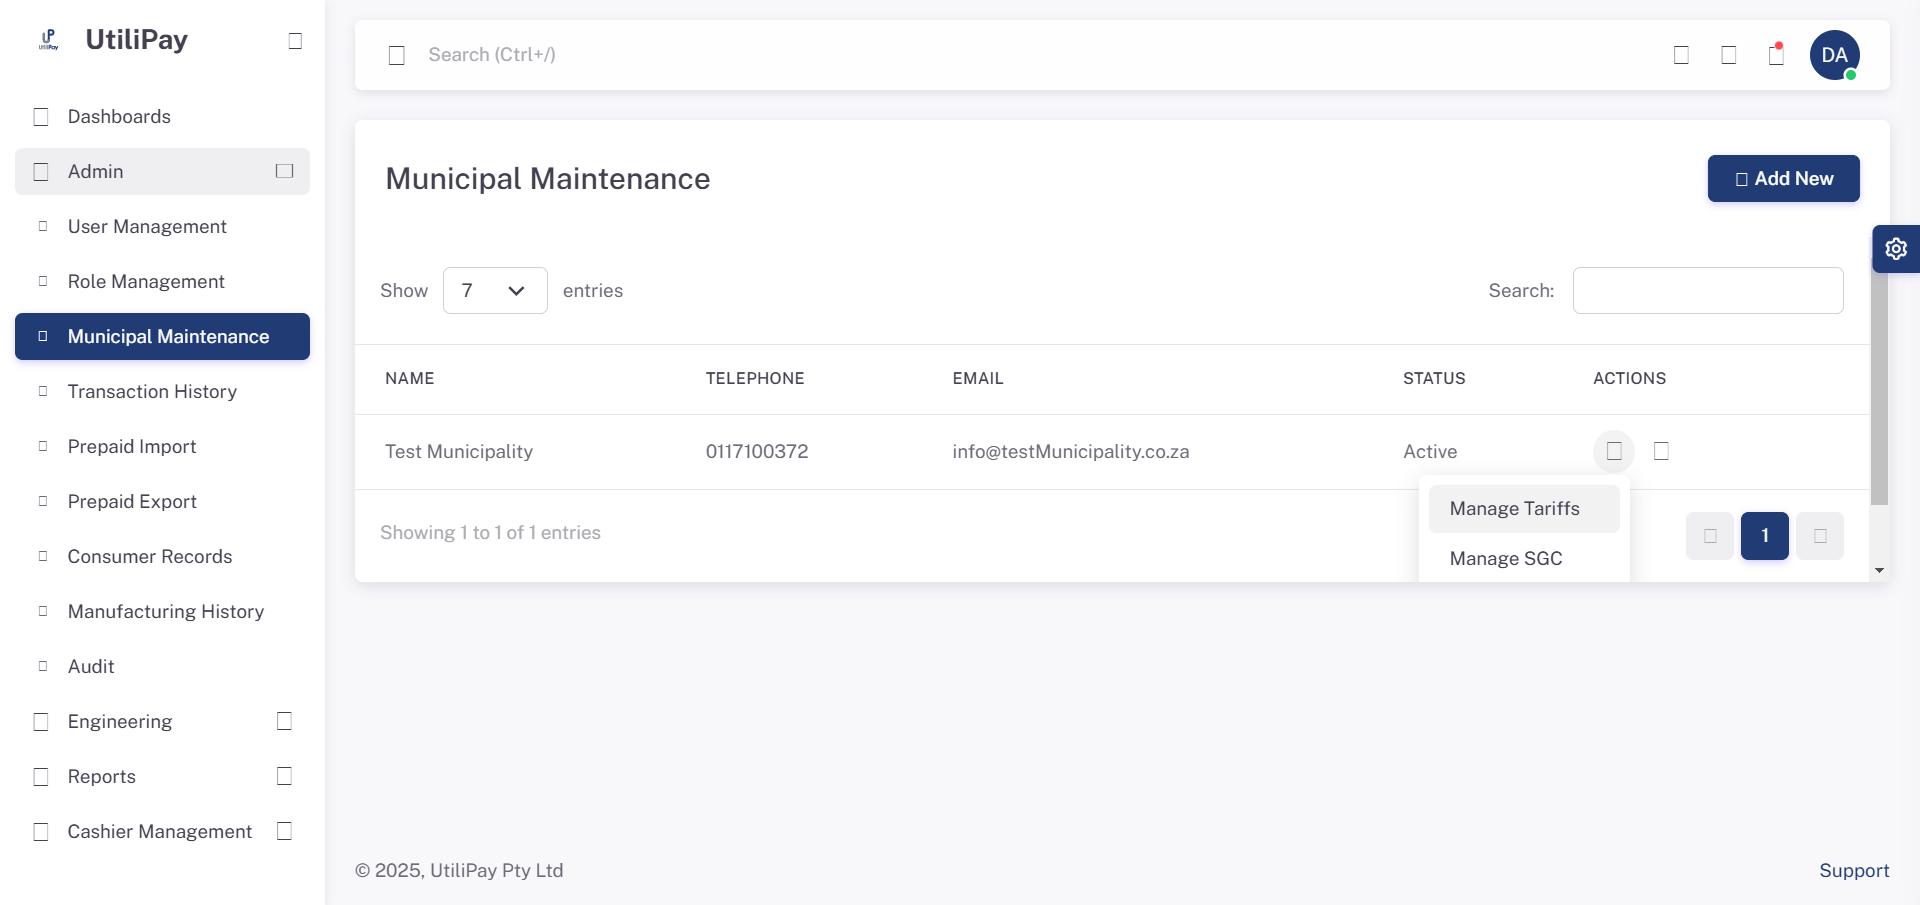 UtiliPay
Dashboards
Admin
User Management
Role Management
Municipal Maintenance
Transaction History
Prepaid Import
Prepaid Export
Consumer Records
Manufacturing History
Audit
Engineering
Reports
Cashier Management
Search (Ctrl+/)
DA
Municipal Maintenance
Add New
Show 7 entries
Search:
NAME TELEPHONE EMAIL STATUS ACTIONS
Test Municipality 0117100372 info@testMunicipality.co.za Active
Manage Tariffs
Manage SGC
Showing 1 to 1 of 1 entries
1
© 2025, UtiliPay Pty Ltd
Support